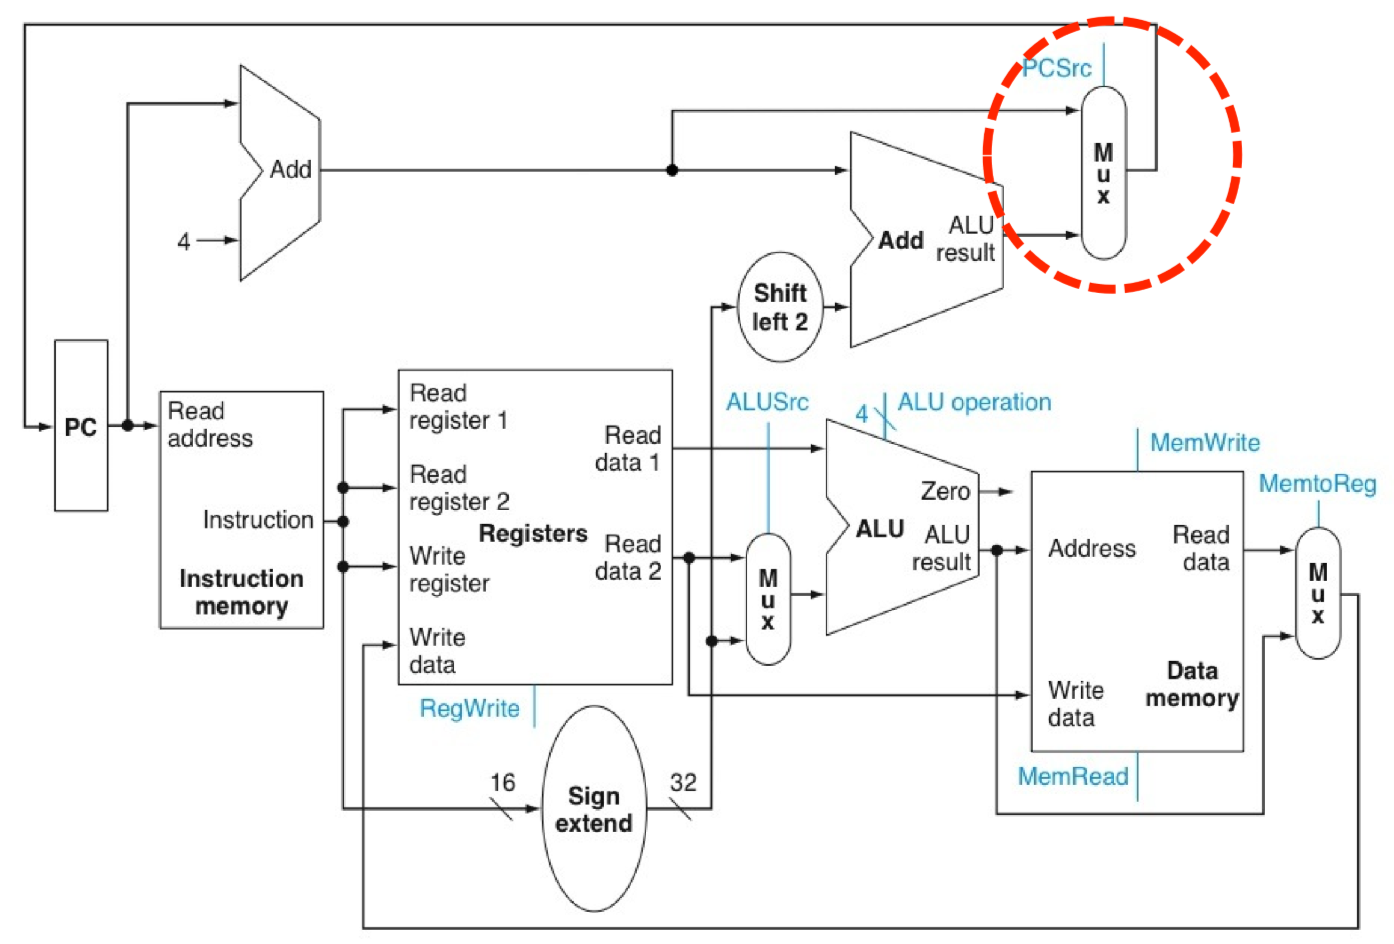 PCSrc
M
u
x
Add
4
Add
ALU
result
Shift
left 2
PC
Read
address
Instruction
Instruction
memory
Read
register 1
Read
register 2
Write
register
Write
data
Registers
Read
data 1
Read
data 2
RegWrite
16
Sign
extend
32
ALUSrc
M
u
x
4
ALU operation
Zero
ALU
ALU
result
MemWrite
Address
Read
data
Write
data
Data
memory
MemRead
MemtoReg
M
u
x